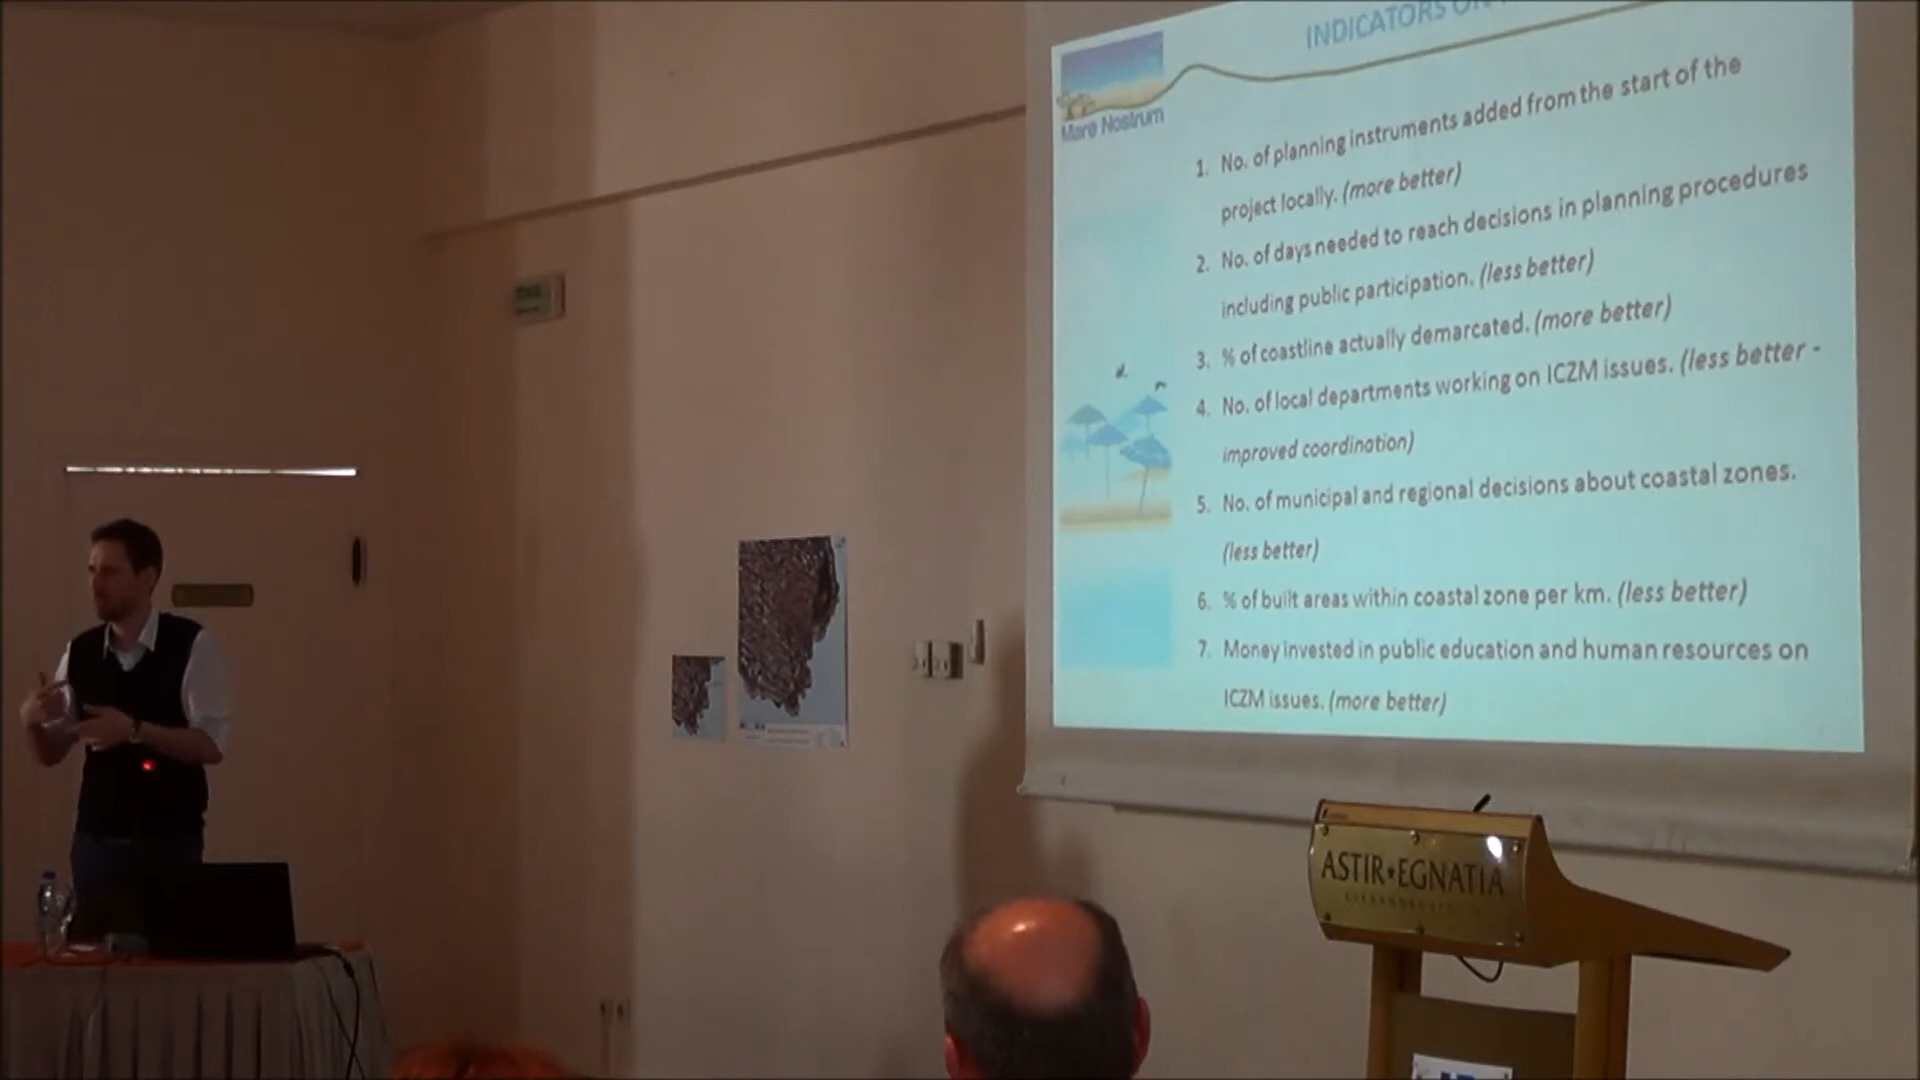 INDICATORS ON
Mare Nostrum
1. No. of planning instruments added from the start of the
project locally. (more better)
2. No. of days needed to reach decisions in planning procedures
including public participation. (less better)
3. % of coastline actually demarcated. (more better)
4. No. of local departments working on ICZM issues. (less better -
improved coordination)
5. No. of municipal and regional decisions about coastal zones.
(less better)
6. % of built areas within coastal zone per km. (less better)
7. Money invested in public education and human resources on
ICZM issues. (more better)
ASTIR★EGNATIA